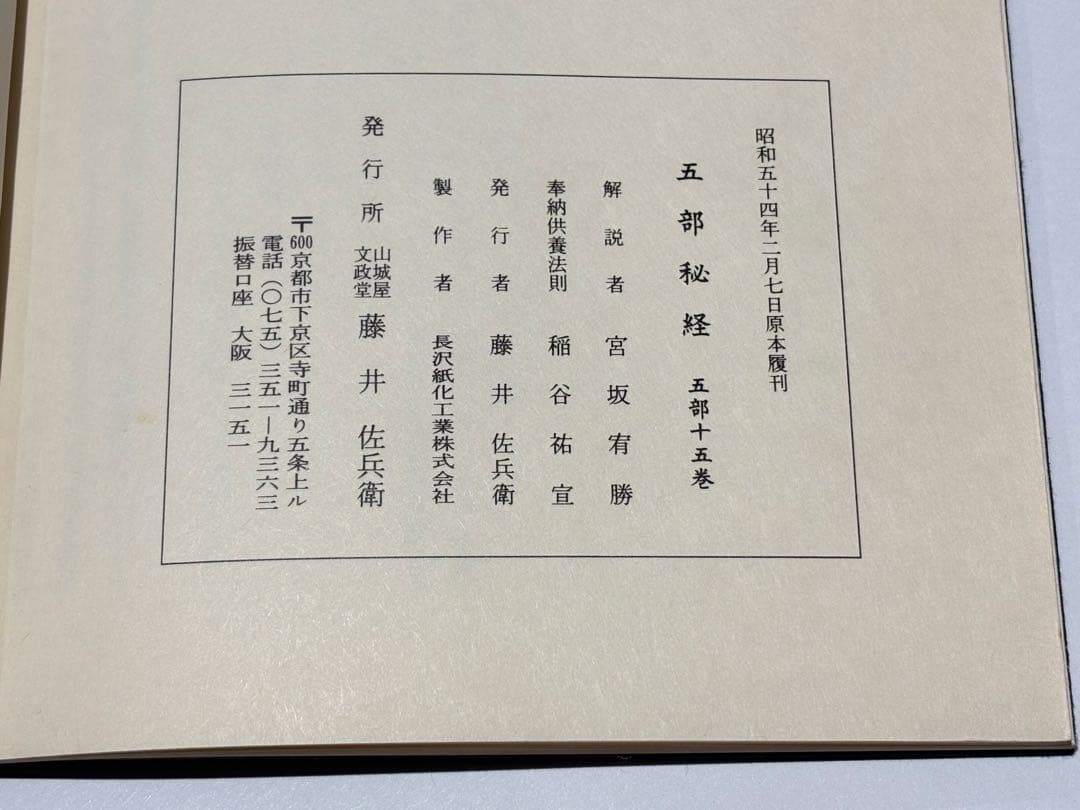 昭和五十四年二月七日原本履刊
五部秘経 五部十五巻
解説者 宮坂宥勝
奉納供養法則 稲谷祐宣
発行者 藤井佐兵衛
製作者 長沢紙化工業株式会社
発行所 山城屋文政堂 藤井佐兵衛
〒600京都市下京区寺町通り五条上ル
電話(〇七五)三五一ー九三六三
振替口座 大阪 三一五一